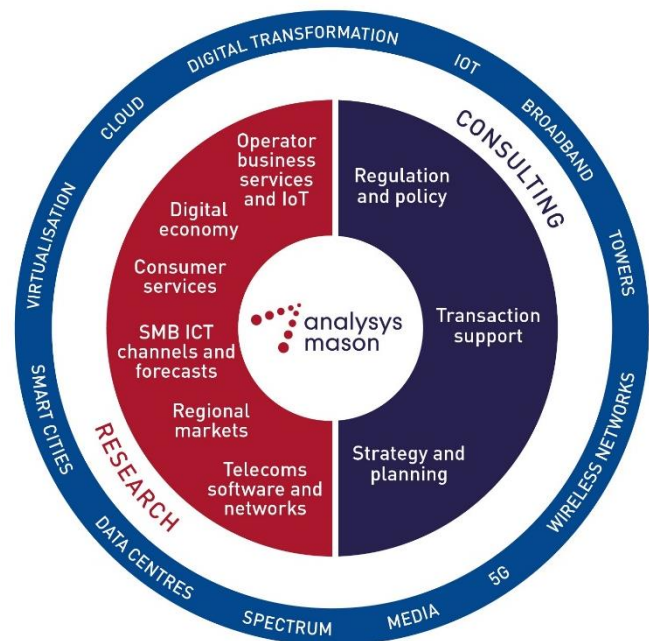 DIGITAL TRANSFORMATION
IOT
BROADBAND
TOWERS
WIRELESS NETWORKS
5G
MEDIA
SPECTRUM
DATA CENTRES
SMART CITIES
VIRTUALISATION
CLOUD
CONSULTING
RESEARCH
Operator
business
services
and IoT
Digital
economy
Consumer
services
SMB ICT
channels and
forecasts
Regional
markets
Telecoms
software and
networks
Regulation
and policy
Transaction
support
Strategy and
planning
analysys
mason